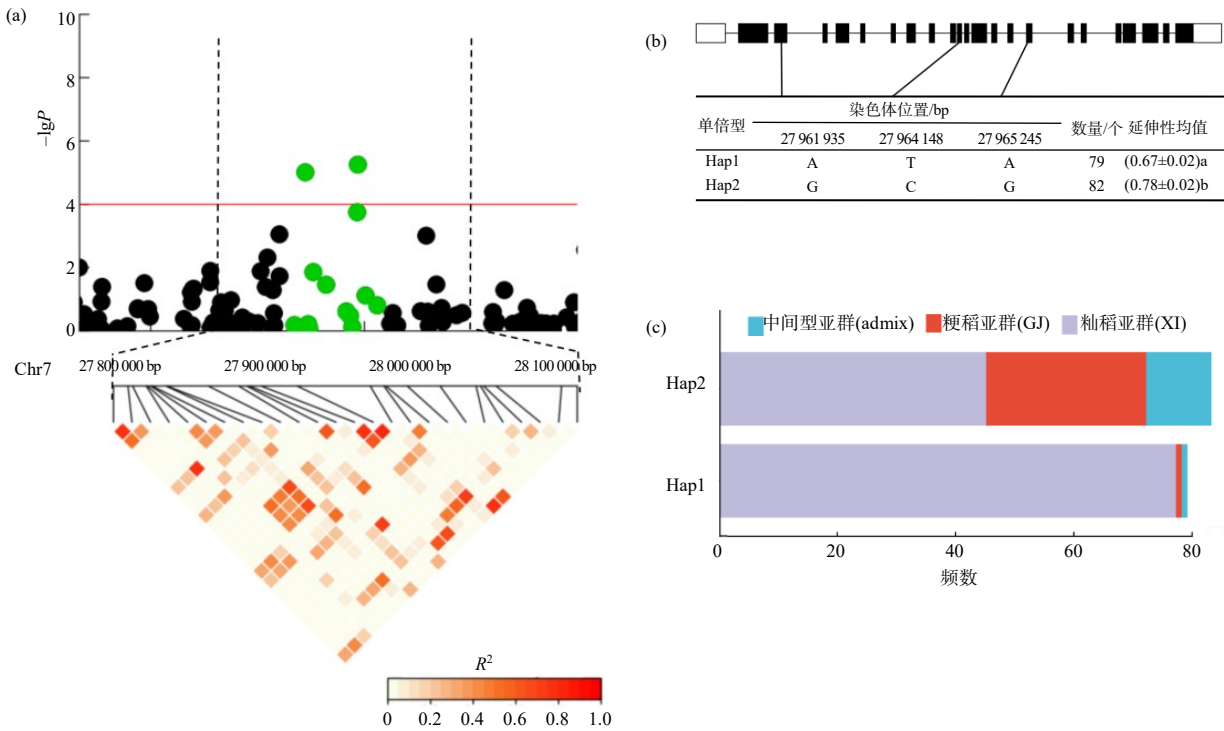 (a)
10
8
6
4
2
0
−lgP
Chr7
27 800 000 bp
27 900 000 bp
28 000 000 bp
28 100 000 bp
R²
0 0.2 0.4 0.6 0.8 1.0
(b)
单倍型 染色体位置/bp 数量/个 延伸性均值
27 961 935 27 964 148 27 965 245
Hap1 A T A 79 (0.67±0.02)a
Hap2 G C G 82 (0.78±0.02)b
(c)
中间型亚群(admix) 粳稻亚群(GJ) 籼稻亚群(XI)
Hap2
Hap1
0 20 40 60 80
频数